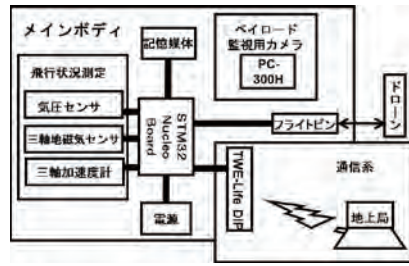 メインボディ
記憶媒体
ペイロード
監視用カメラ
PC-
300H
飛行状況測定
気圧センサ
三軸地磁気センサ
三軸加速度計
STM32
Nucleo
Board
電源
フライトピン
ドローン
TWE-Lite DIP
通信系
地上局